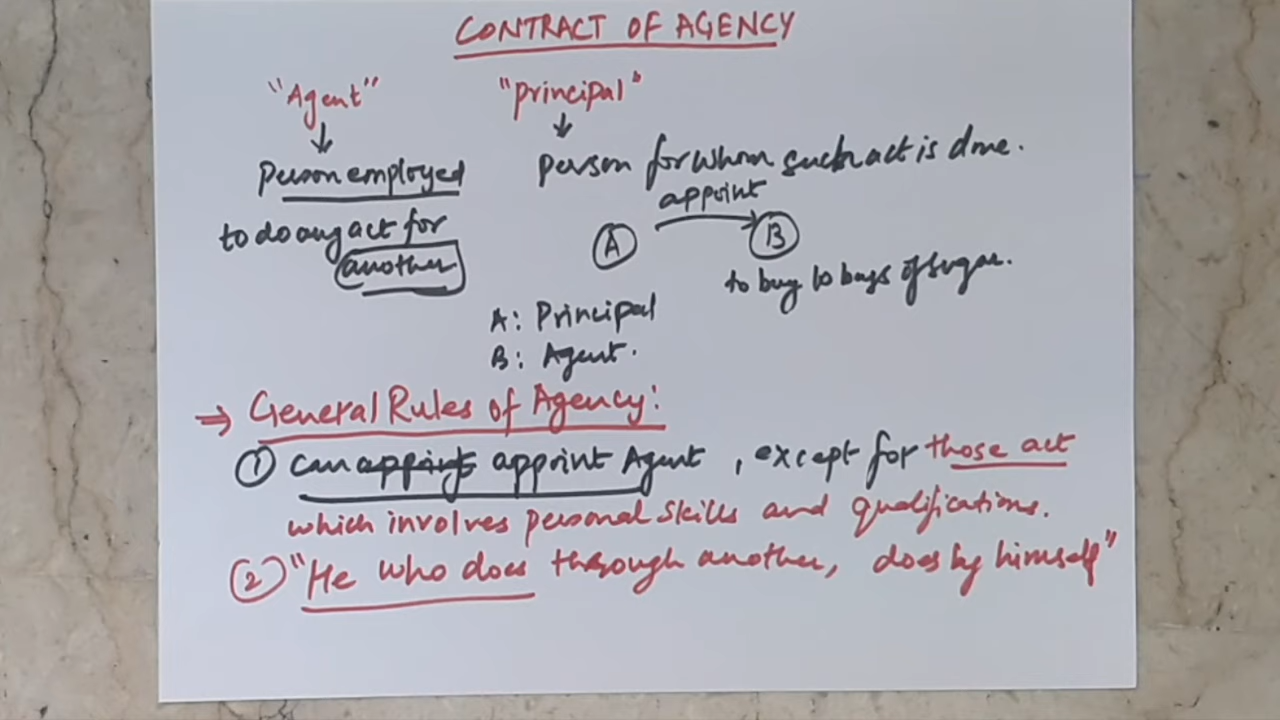 CONTRACT OF AGENCY
"Agent"
↓
Person employed
to do any act for
another
"principal"
↓
person for whom such act is done.
appoint
A → B
to buy 10 bags of sugar.
A: Principal
B: Agent.
⇒ General Rules of Agency:
① can appoint appoint Agent, except for those act
which involves personal skills and qualifications.
② "He who does through another, does by himself"